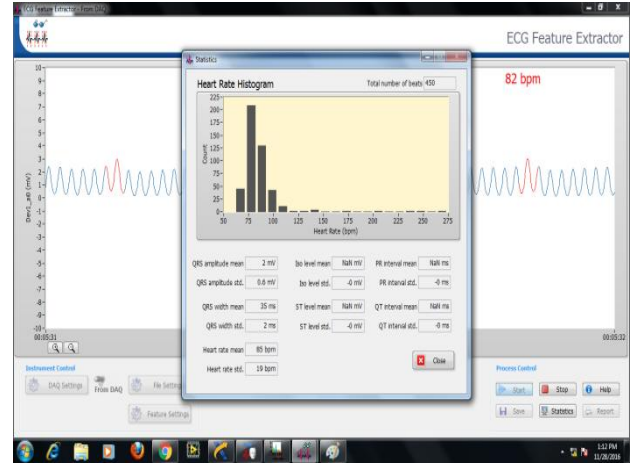 ECG Feature Extractor - From DAQ
ECG Feature Extractor
82 bpm
10
9
8
7
6
5
4
3
2
1
0
-1
-2
-3
-4
-5
-6
-7
-8
-9
-10
Dev1_ai0 (mV)
00:05:31
00:05:32
Statistics
Heart Rate Histogram
Total number of beats 450
225
200
175
150
125
100
75
50
25
0
Count
50 75 100 125 150 175 200 225 250 275
Heart Rate (bpm)
QRS amplitude mean 2 mV Iso level mean NaN mV PR interval mean NaN ms
QRS amplitude std. 0.6 mV Iso level std. -0 mV PR interval std. -0 ms
QRS width mean 35 ms ST level mean NaN mV QT interval mean NaN ms
QRS width std. 2 ms ST level std. -0 mV QT interval std. -0 ms
Heart rate mean 85 bpm
Heart rate std. 19 bpm
Close
Instrument Control
DAQ Settings
From DAQ
File Setting
Feature Settings
Process Control
Start Stop Help
Save Statistics Report
1:12 PM
11/28/2016